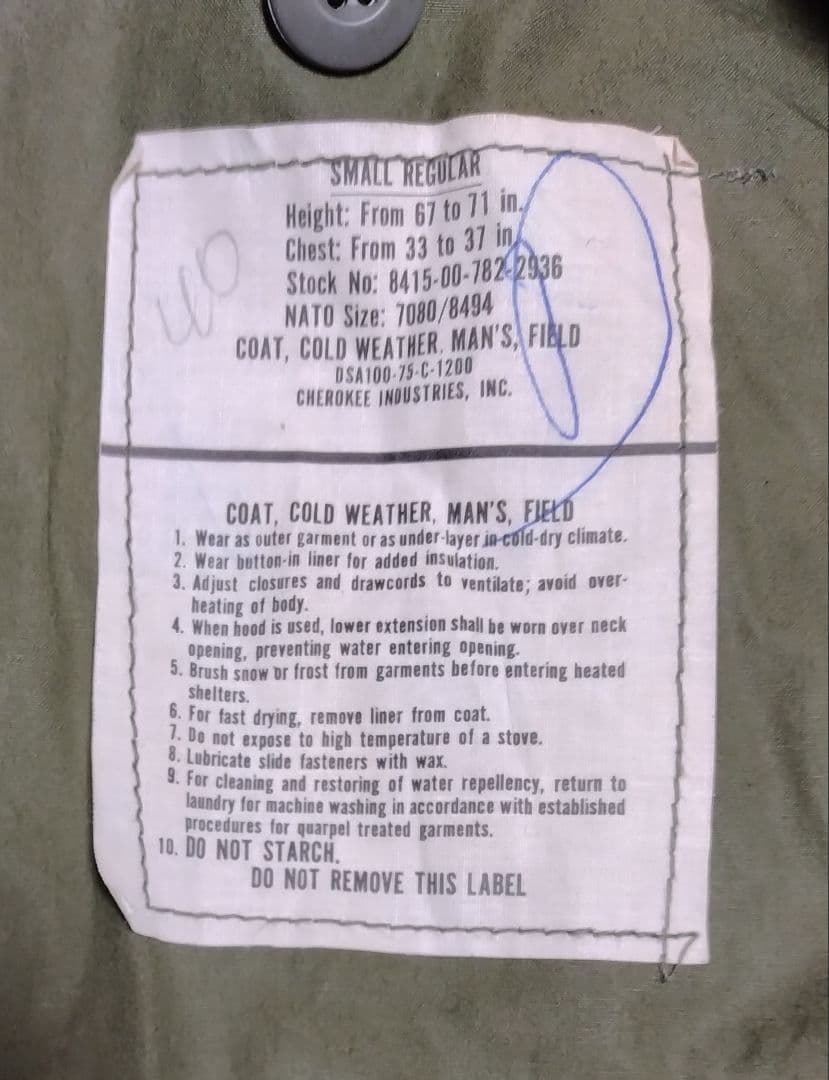 SMALL REGULAR
Height: From 67 to 71 in.
Chest: From 33 to 37 in.
Stock No: 8415-00-782-2936
NATO Size: 7080/8494
COAT, COLD WEATHER, MAN'S, FIELD
DSA100-75-C-1200
CHEROKEE INDUSTRIES, INC.
COAT, COLD WEATHER, MAN'S, FIELD
1. Wear as outer garment or as under-layer in cold-dry climate.
2. Wear button-in liner for added insulation.
3. Adjust closures and drawcords to ventilate; avoid over-
heating of body.
4. When hood is used, lower extension shall be worn over neck
opening, preventing water entering opening.
5. Brush snow or frost from garments before entering heated
shelters.
6. For fast drying, remove liner from coat.
7. Do not expose to high temperature of a stove.
8. Lubricate slide fasteners with wax.
9. For cleaning and restoring of water repellency, return to
laundry for machine washing in accordance with established
procedures for quarpel treated garments.
10. DO NOT STARCH.
DO NOT REMOVE THIS LABEL